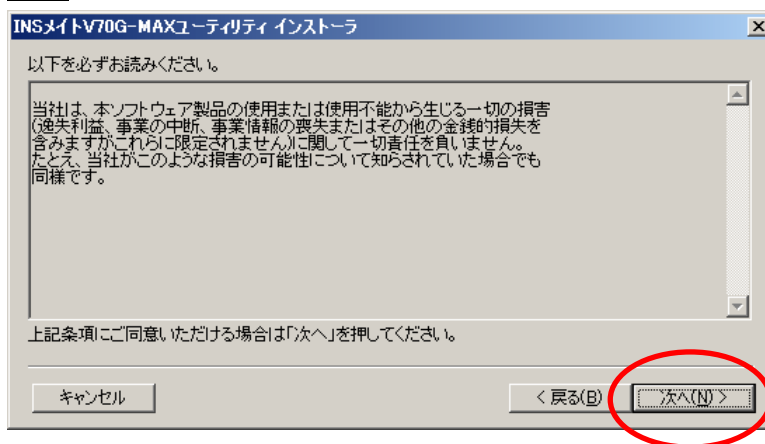 INSメイトV70G-MAXユーティリティ インストーラ
以下を必ずお読みください。
当社は、本ソフトウェア製品の使用または使用不能から生じる一切の損害
(逸失利益、事業の中断、事業情報の喪失またはその他の金銭的損失を
含みますがこれらに限定されません)に関して一切責任を負いません。
たとえ、当社がこのような損害の可能性について知らされていた場合でも
同様です。
上記条項にご同意いただける場合は「次へ」を押してください。
キャンセル
< 戻る(B)
次へ(N) >